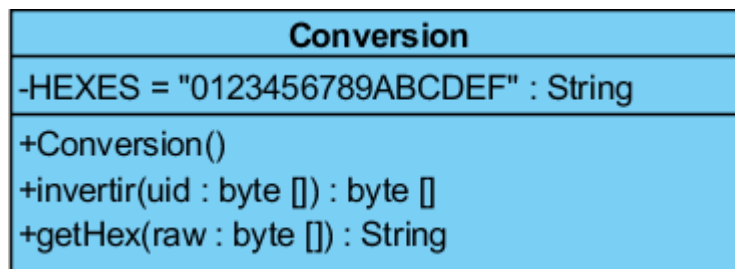 Conversion
-HEXES = "0123456789ABCDEF" : String
+Conversion()
+invertir(uid : byte []) : byte []
+getHex(raw : byte []) : String